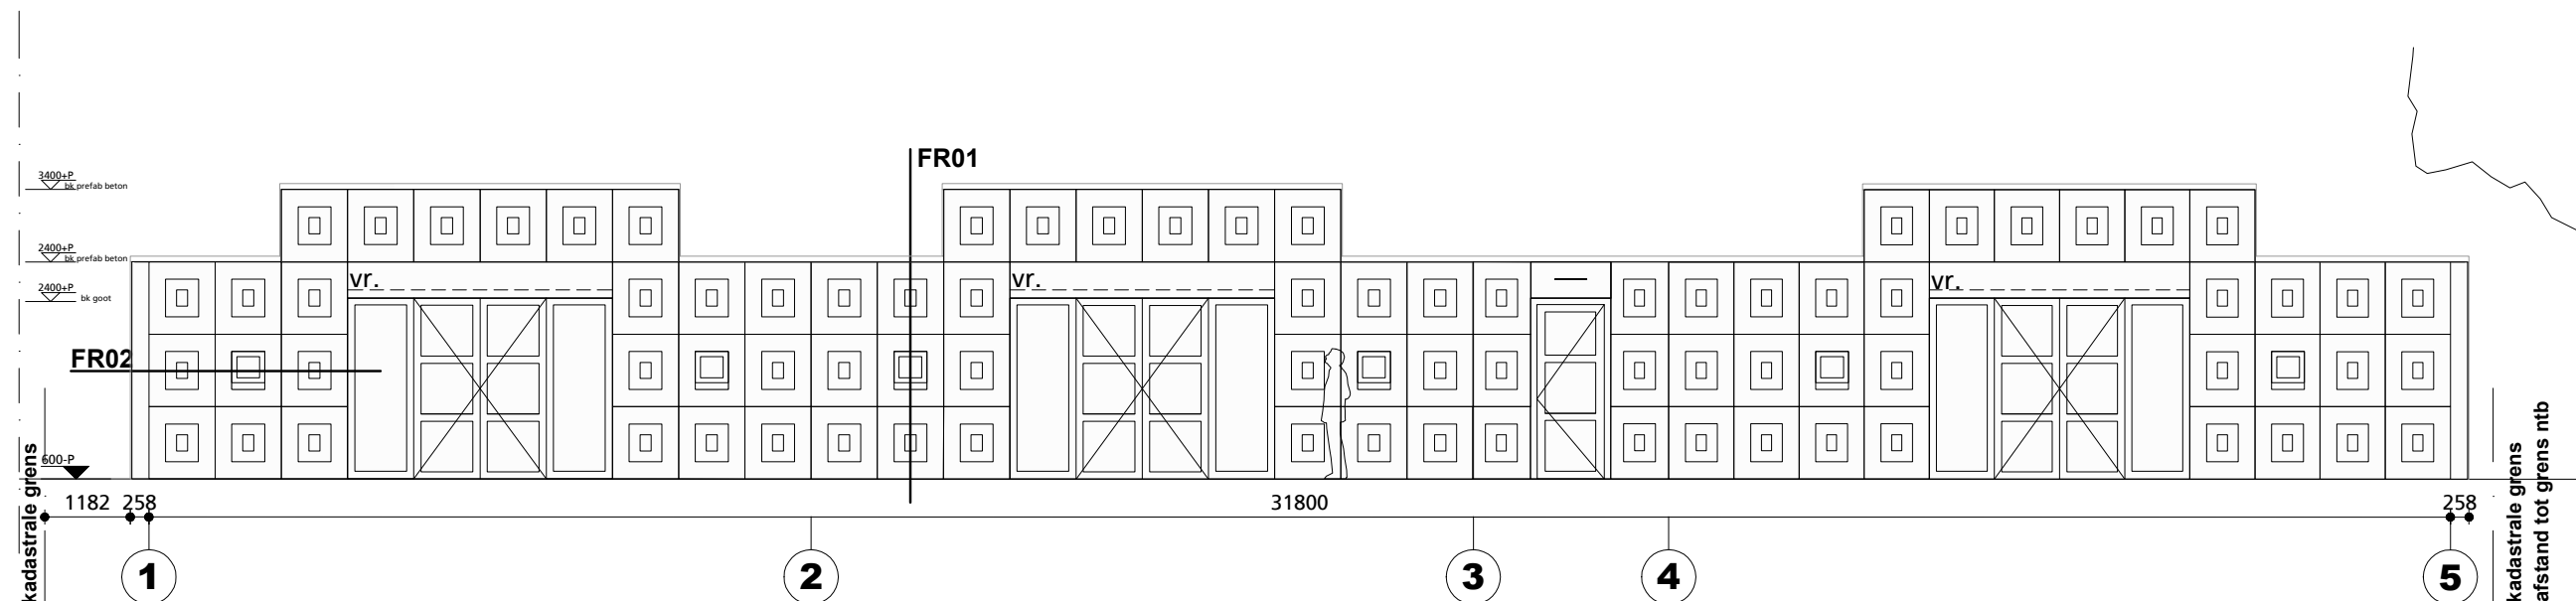 FR01
3400+P
bk prefab beton
2400+P
bk prefab beton
2400+P
bk goot
vr.
vr.
vr.
FR02
600-P
1182 258
31800
258
kadastrale grens
kadastrale grens
afstand tot grens ntb
1
2
3
4
5